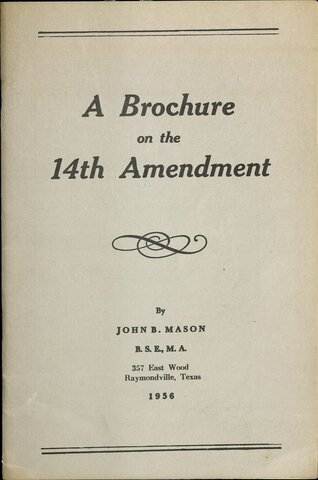 A Brochure
on the
14th Amendment
By
JOHN B. MASON
B. S. E., M. A.
357 East Wood
Raymondville, Texas
1956